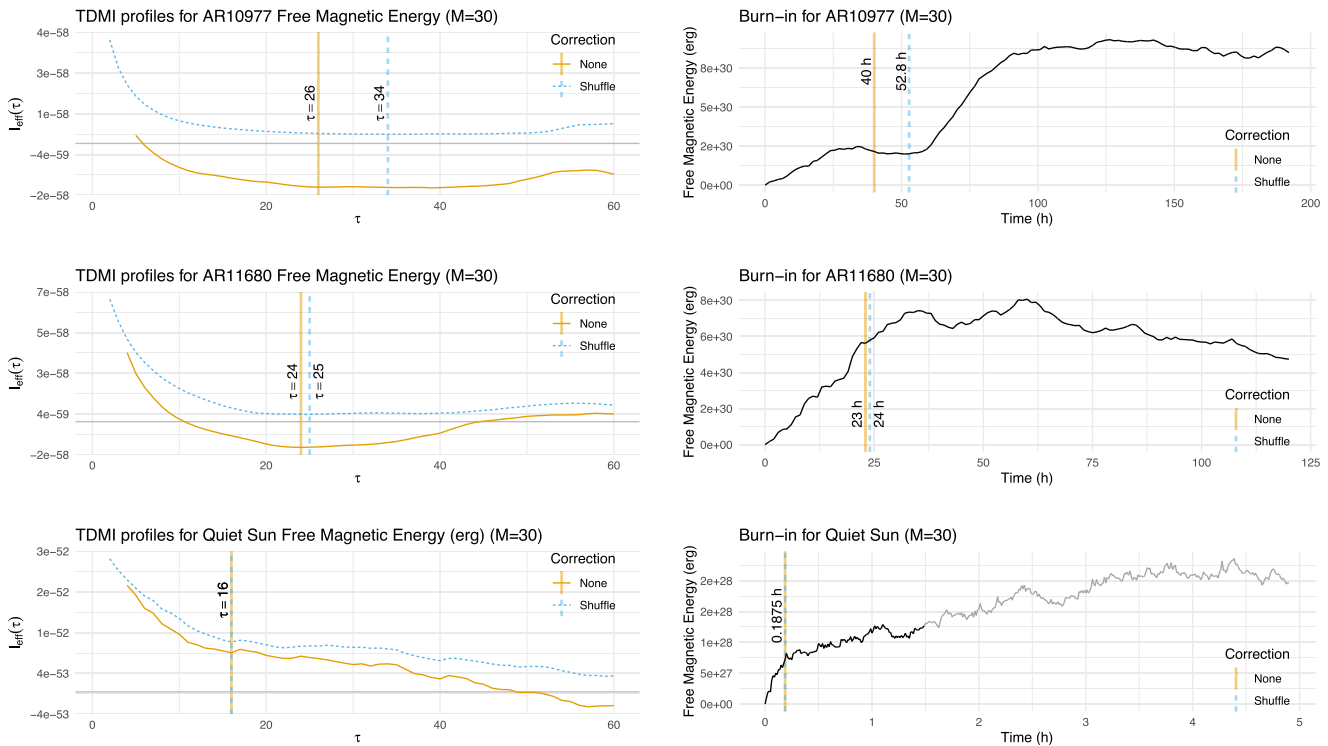 TDMI profiles for AR10977 Free Magnetic Energy (M=30)
4e−58
3e−58
1e−58
−4e−59
−2e−58
I_eff(τ)
0
20
40
60
τ
τ = 26
τ = 34
Correction
None
Shuffle
Burn−in for AR10977 (M=30)
8e+30
5e+30
2e+30
0e+00
Free Magnetic Energy (erg)
0
50
100
150
200
Time (h)
40 h
52.8 h
Correction
None
Shuffle
TDMI profiles for AR11680 Free Magnetic Energy (M=30)
7e−58
5e−58
3e−58
4e−59
−2e−58
I_eff(τ)
0
20
40
60
τ
τ = 24
τ = 25
Correction
None
Shuffle
Burn−in for AR11680 (M=30)
8e+30
6e+30
4e+30
2e+30
0e+00
Free Magnetic Energy (erg)
0
25
50
75
100
125
Time (h)
23 h
24 h
Correction
None
Shuffle
TDMI profiles for Quiet Sun Free Magnetic Energy (erg) (M=30)
3e−52
2e−52
1e−52
4e−53
−4e−53
I_eff(τ)
0
20
40
60
τ
τ = 16
Correction
None
Shuffle
Burn−in for Quiet Sun (M=30)
2e+28
2e+28
1e+28
5e+27
0e+00
Free Magnetic Energy (erg)
0
1
2
3
4
5
Time (h)
0.1875 h
Correction
None
Shuffle